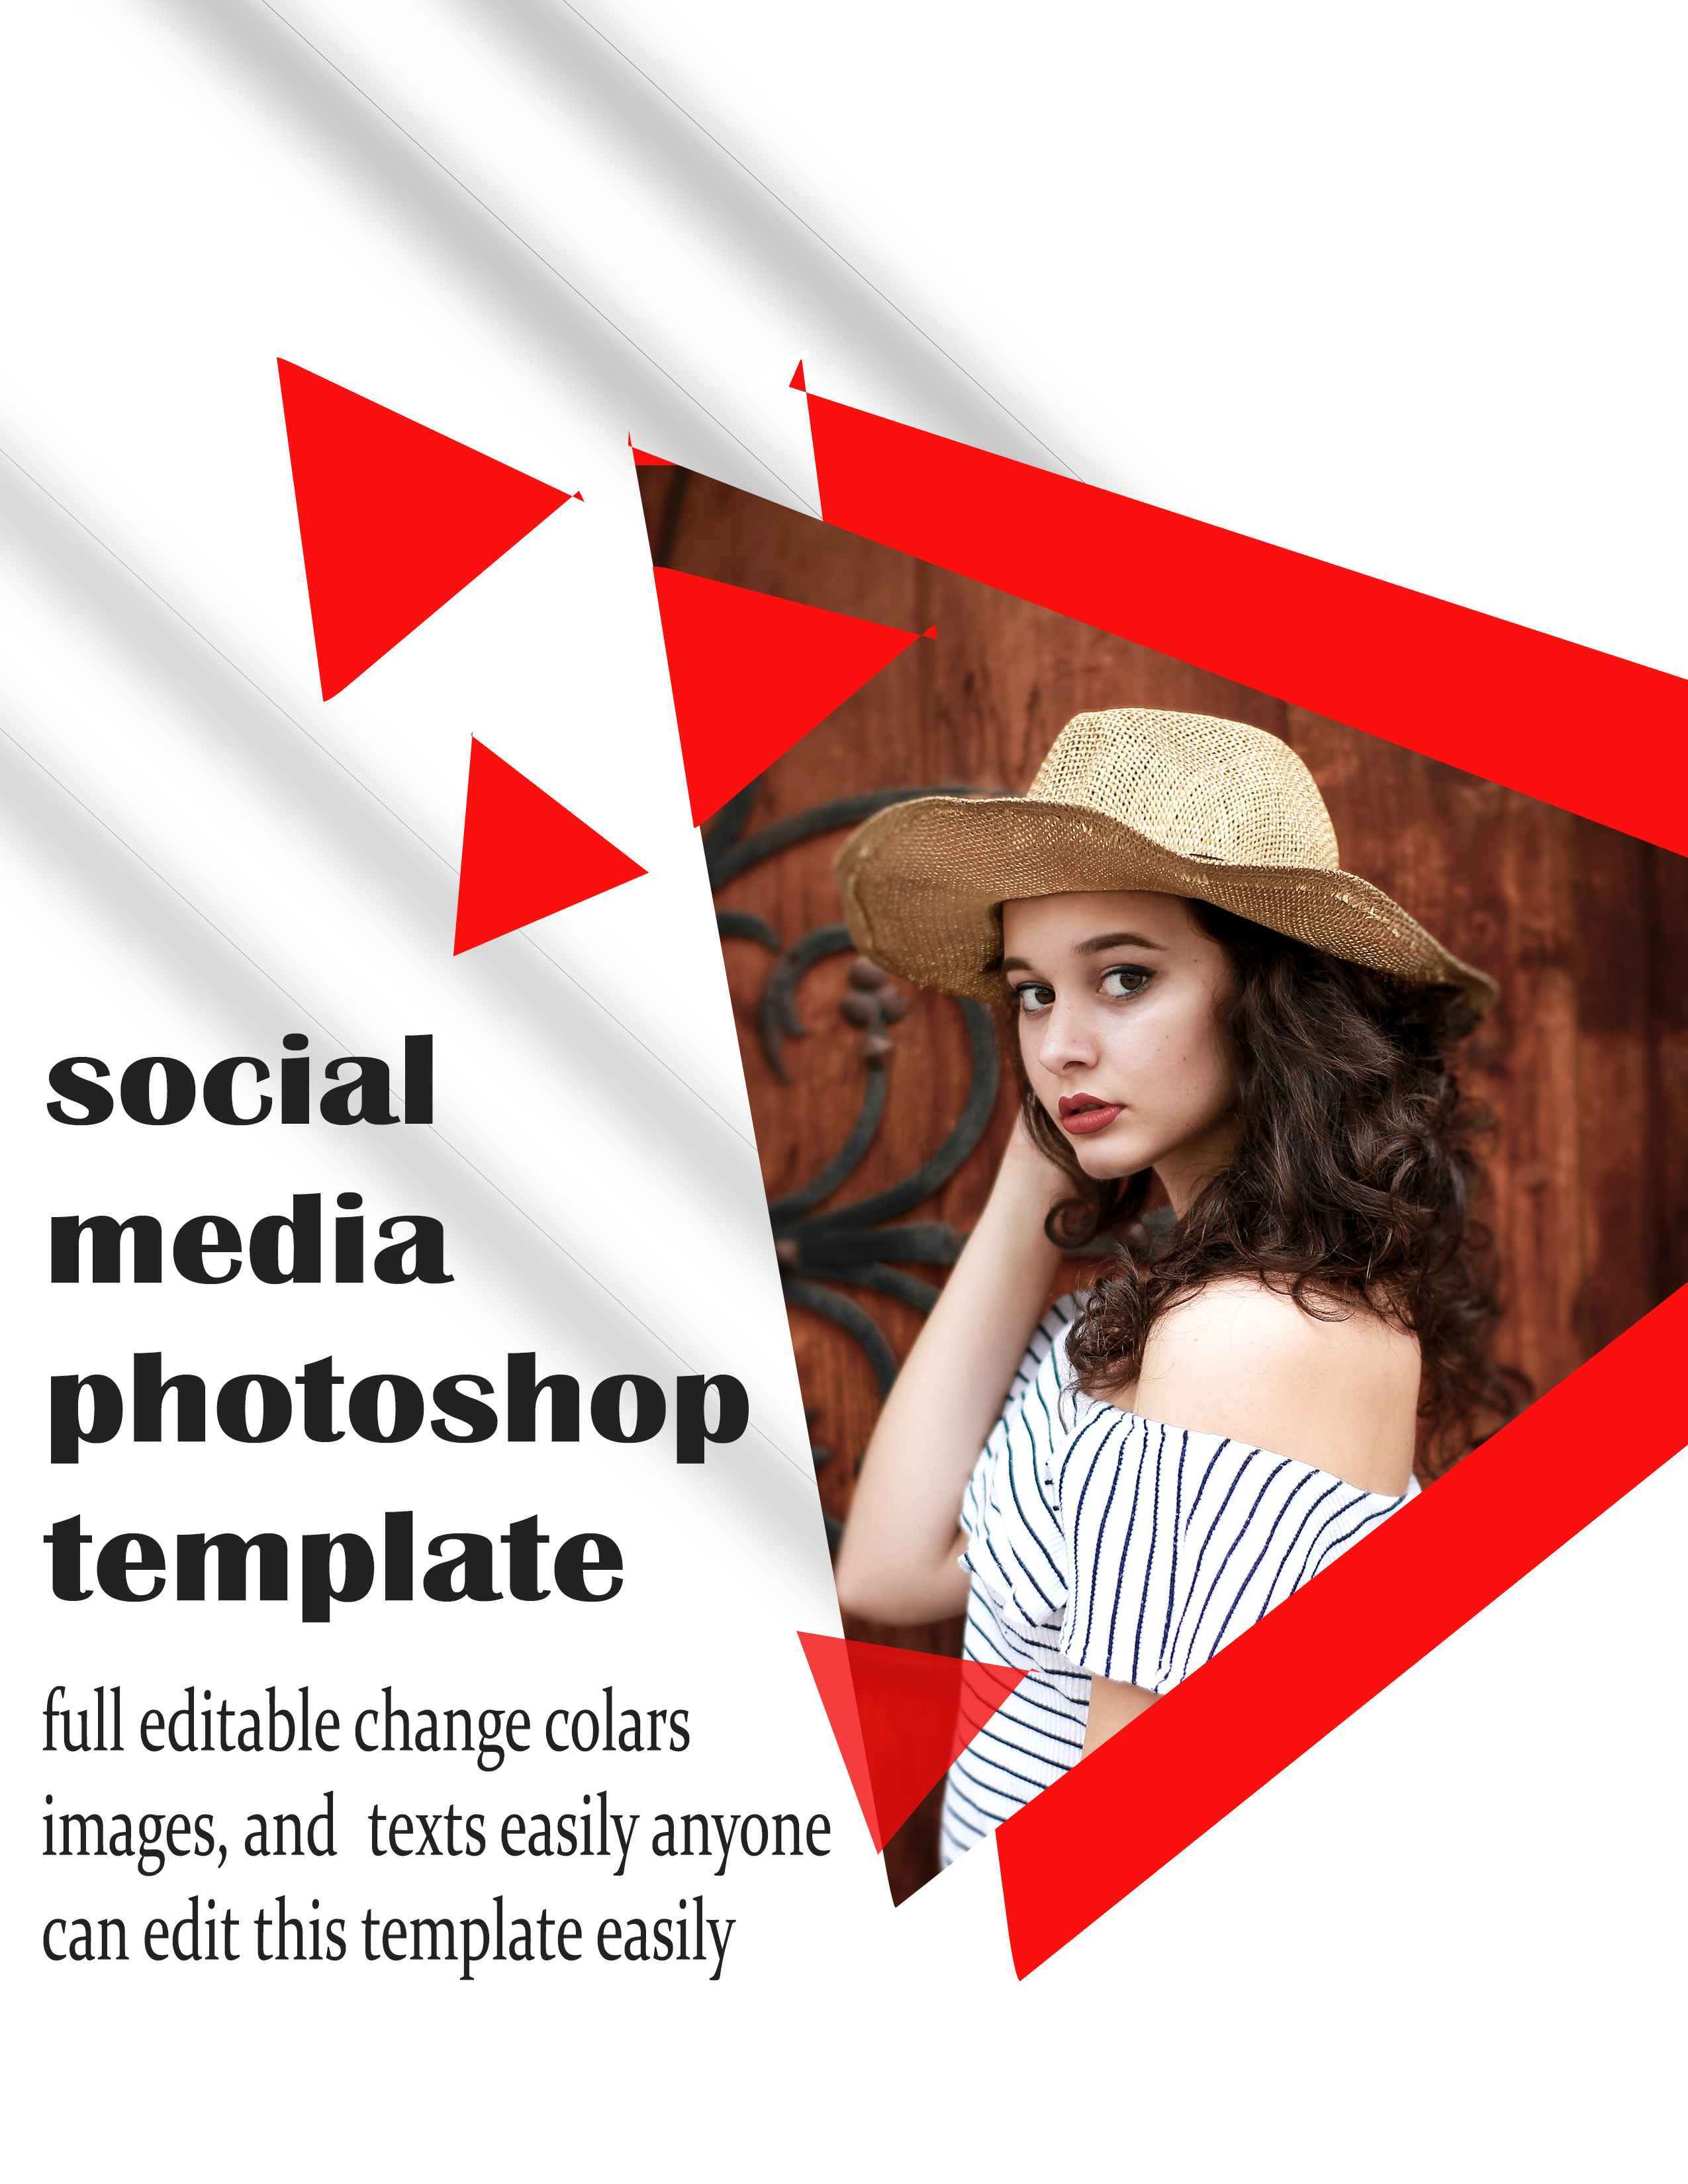 social
media
photoshop
template
full editable change colars
images, and  texts easily anyone
can edit this template easily